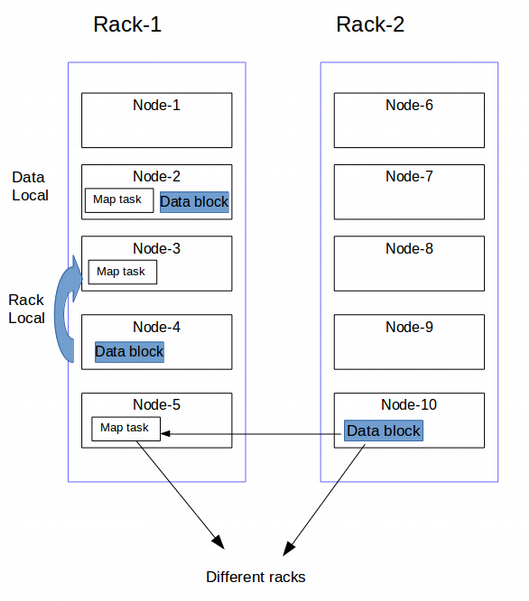 Rack-1
Rack-2
Node-1
Node-6
Data
Local
Node-2
Map task
Data block
Node-7
Node-3
Map task
Node-8
Rack
Local
Node-4
Data block
Node-9
Node-5
Map task
Node-10
Data block
Different racks